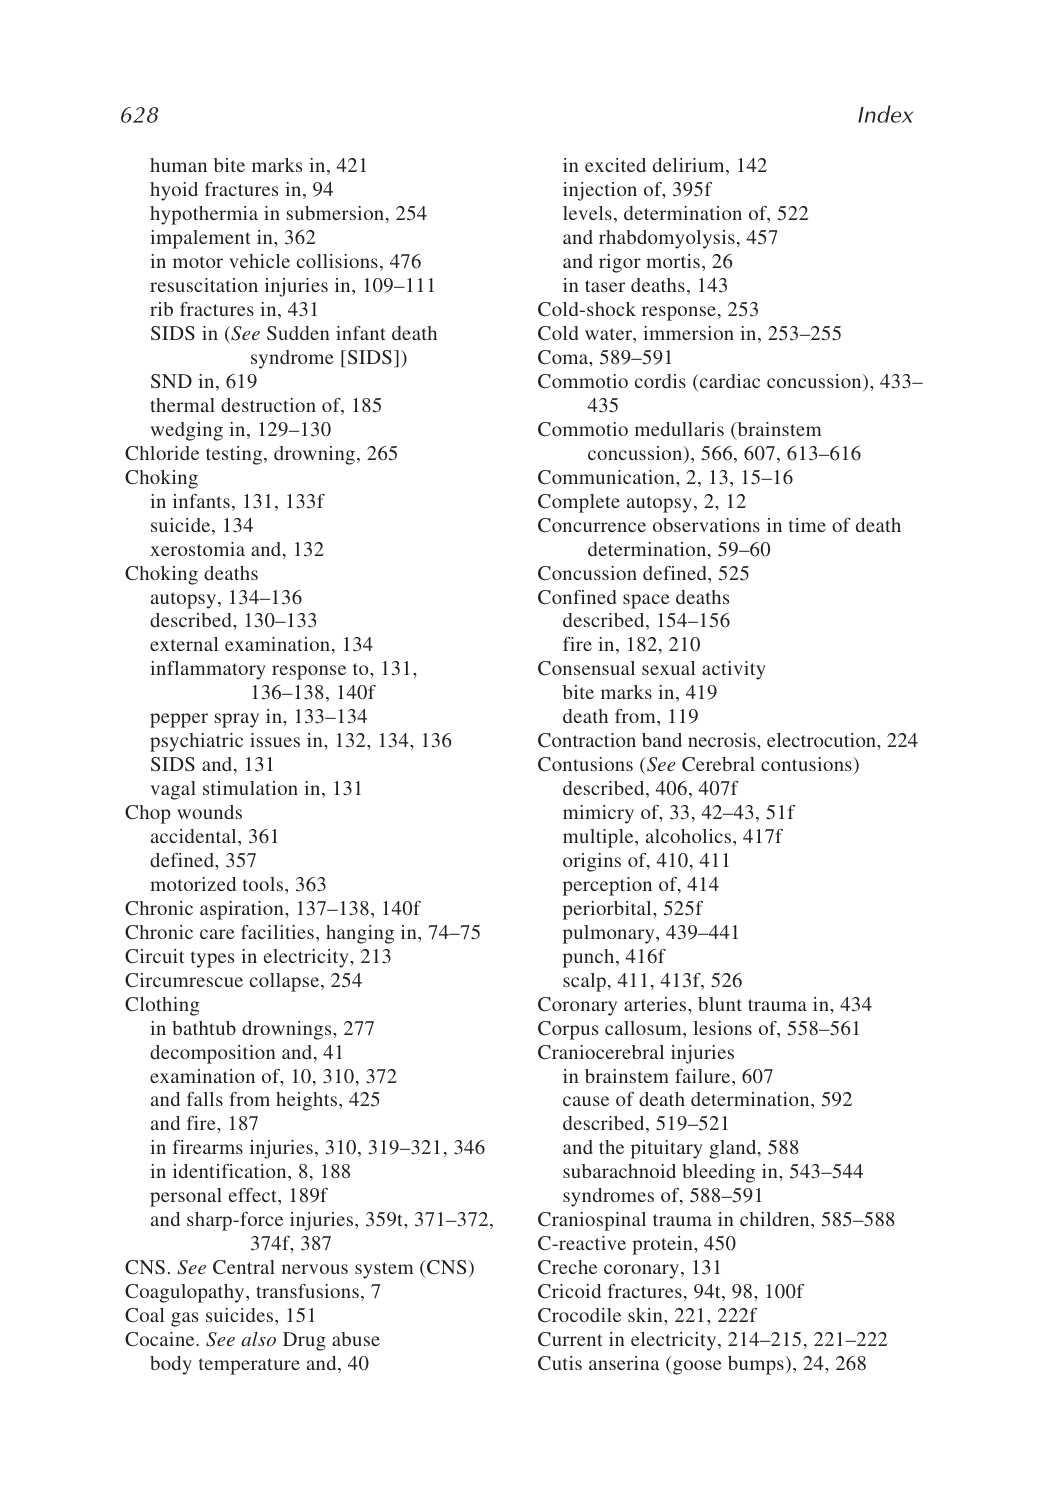 628
Index
human bite marks in, 421
hyoid fractures in, 94
hypothermia in submersion, 254
impalement in, 362
in motor vehicle collisions, 476
resuscitation injuries in, 109–111
rib fractures in, 431
SIDS in (See Sudden infant death
syndrome [SIDS])
SND in, 619
thermal destruction of, 185
wedging in, 129–130
Chloride testing, drowning, 265
Choking
in infants, 131, 133f
suicide, 134
xerostomia and, 132
Choking deaths
autopsy, 134–136
described, 130–133
external examination, 134
inflammatory response to, 131,
136–138, 140f
pepper spray in, 133–134
psychiatric issues in, 132, 134, 136
SIDS and, 131
vagal stimulation in, 131
Chop wounds
accidental, 361
defined, 357
motorized tools, 363
Chronic aspiration, 137–138, 140f
Chronic care facilities, hanging in, 74–75
Circuit types in electricity, 213
Circumrescue collapse, 254
Clothing
in bathtub drownings, 277
decomposition and, 41
examination of, 10, 310, 372
and falls from heights, 425
and fire, 187
in firearms injuries, 310, 319–321, 346
in identification, 8, 188
personal effect, 189f
and sharp-force injuries, 359t, 371–372,
374f, 387
CNS. See Central nervous system (CNS)
Coagulopathy, transfusions, 7
Coal gas suicides, 151
Cocaine. See also Drug abuse
body temperature and, 40
in excited delirium, 142
injection of, 395f
levels, determination of, 522
and rhabdomyolysis, 457
and rigor mortis, 26
in taser deaths, 143
Cold-shock response, 253
Cold water, immersion in, 253–255
Coma, 589–591
Commotio cordis (cardiac concussion), 433–
435
Commotio medullaris (brainstem
concussion), 566, 607, 613–616
Communication, 2, 13, 15–16
Complete autopsy, 2, 12
Concurrence observations in time of death
determination, 59–60
Concussion defined, 525
Confined space deaths
described, 154–156
fire in, 182, 210
Consensual sexual activity
bite marks in, 419
death from, 119
Contraction band necrosis, electrocution, 224
Contusions (See Cerebral contusions)
described, 406, 407f
mimicry of, 33, 42–43, 51f
multiple, alcoholics, 417f
origins of, 410, 411
perception of, 414
periorbital, 525f
pulmonary, 439–441
punch, 416f
scalp, 411, 413f, 526
Coronary arteries, blunt trauma in, 434
Corpus callosum, lesions of, 558–561
Craniocerebral injuries
in brainstem failure, 607
cause of death determination, 592
described, 519–521
and the pituitary gland, 588
subarachnoid bleeding in, 543–544
syndromes of, 588–591
Craniospinal trauma in children, 585–588
C-reactive protein, 450
Creche coronary, 131
Cricoid fractures, 94t, 98, 100f
Crocodile skin, 221, 222f
Current in electricity, 214–215, 221–222
Cutis anserina (goose bumps), 24, 268